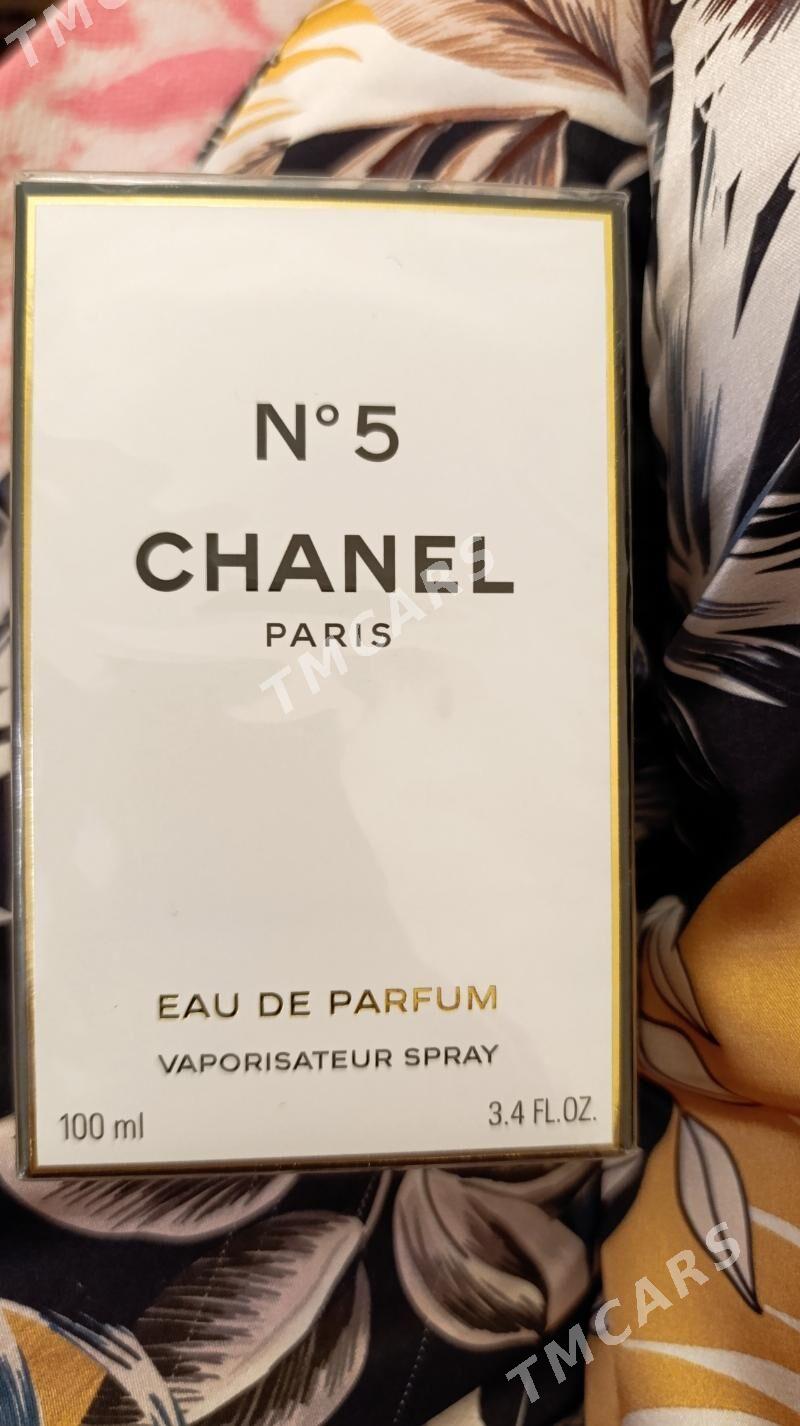 TMCARS
N°5
CHANEL
PARIS
TMCARS
EAU DE PARFUM
VAPORISATEUR SPRAY
100 ml
3.4 FL.OZ.
TMCARS